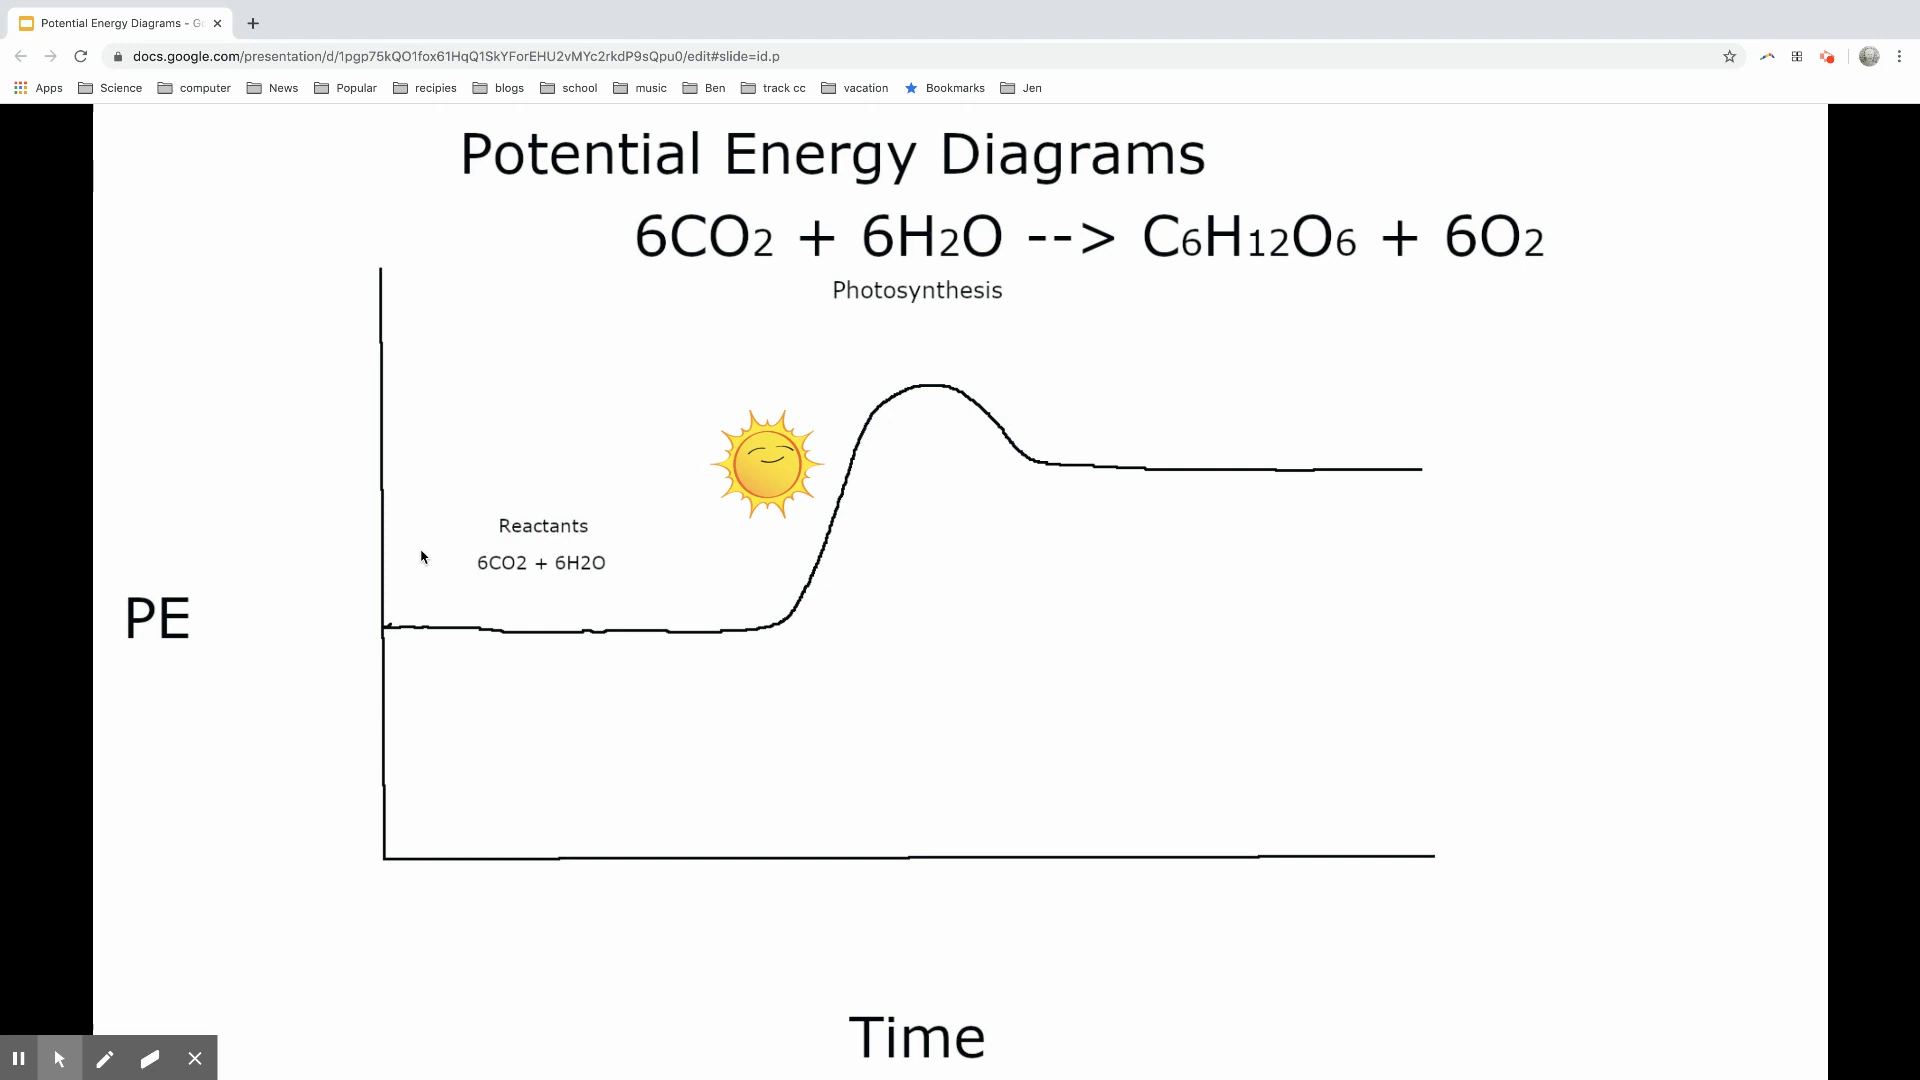 Potential Energy Diagrams - Go
docs.google.com/presentation/d/1pgp75kQO1fox61HqQ1SkYForEHU2vMYc2rkdP9sQpu0/edit#slide=id.p
Apps Science computer News Popular recipies blogs school music Ben track cc vacation Bookmarks Jen
Potential Energy Diagrams
6CO2 + 6H2O --> C6H12O6 + 6O2
Photosynthesis
Reactants
6CO2 + 6H2O
PE
Time